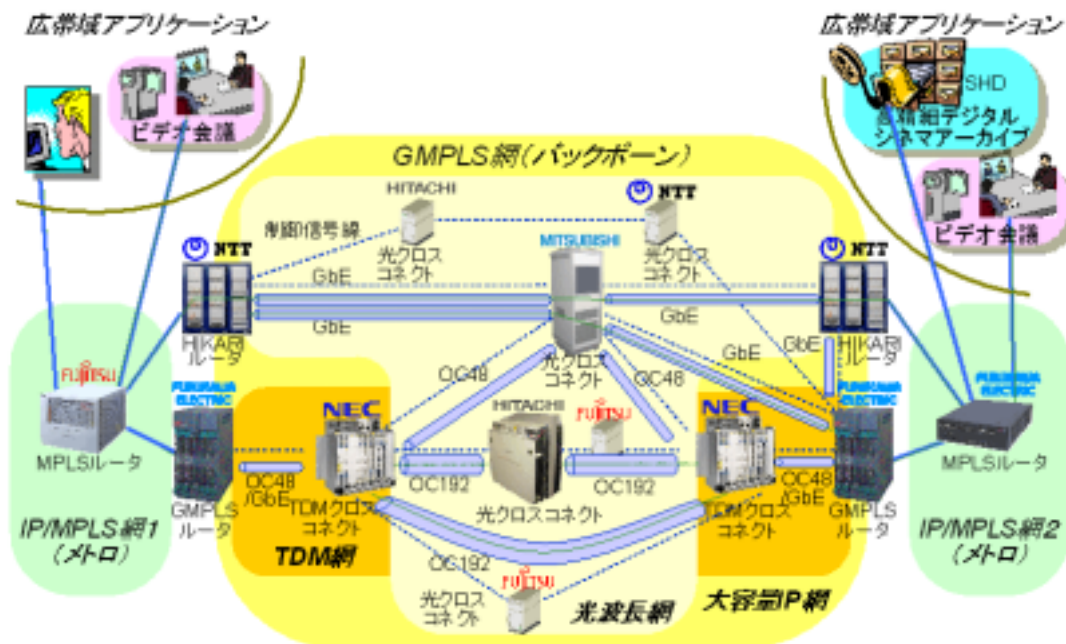 広帯域アプリケーション
広帯域アプリケーション
ビデオ会議
SHD
高精細デジタル
シネマアーカイブ
ビデオ会議
GMPLS網(バックボーン)
HITACHI
NTT
制御信号線
光クロス
コネクト
MITSUBISHI
光クロス
コネクト
NTT
NTT
GbE
GbE
GbE
GbE
GbE
HIKARI
ルータ
HIKARI
ルータ
光クロス
コネクト
FUJITSU
FURUKAWA
ELECTRIC
OC48
OC48
FURUKAWA
ELECTRIC
FURUKAWA
ELECTRIC
NEC
HITACHI
FUJITSU
NEC
MPLSルータ
MPLSルータ
OC48
/GbE
OC192
OC192
OC48
/GbE
GMPLS
ルータ
TDMクロス
コネクト
光クロスコネクト
TDMクロス
コネクト
GMPLS
ルータ
IP/MPLS網1
(メトロ)
IP/MPLS網2
(メトロ)
TDM網
OC192
FUJITSU
光クロス
コネクト
光波長網
大容量IP網